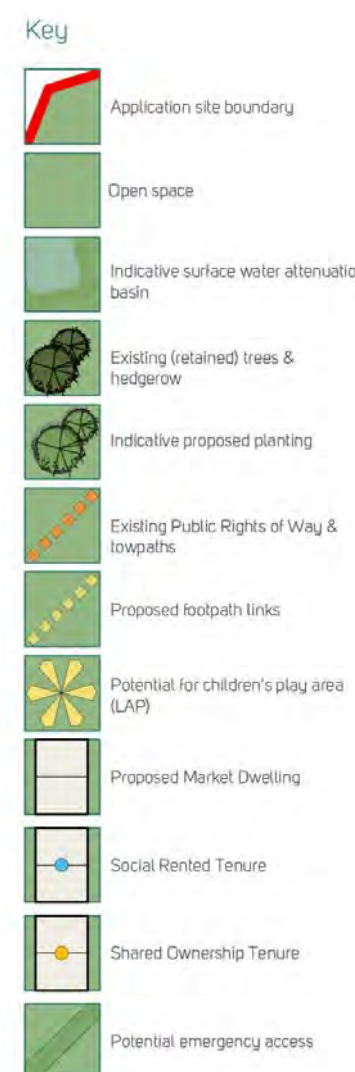 Key
Application site boundary
Open space
Indicative surface water attenuatio
basin
Existing (retained) trees &
hedgerow
Indicative proposed planting
Existing Public Rights of Way &
towpaths
Proposed footpath links
Potential for children's play area
(LAP)
Proposed Market Dwelling
Social Rented Tenure
Shared Ownership Tenure
Potential emergency access